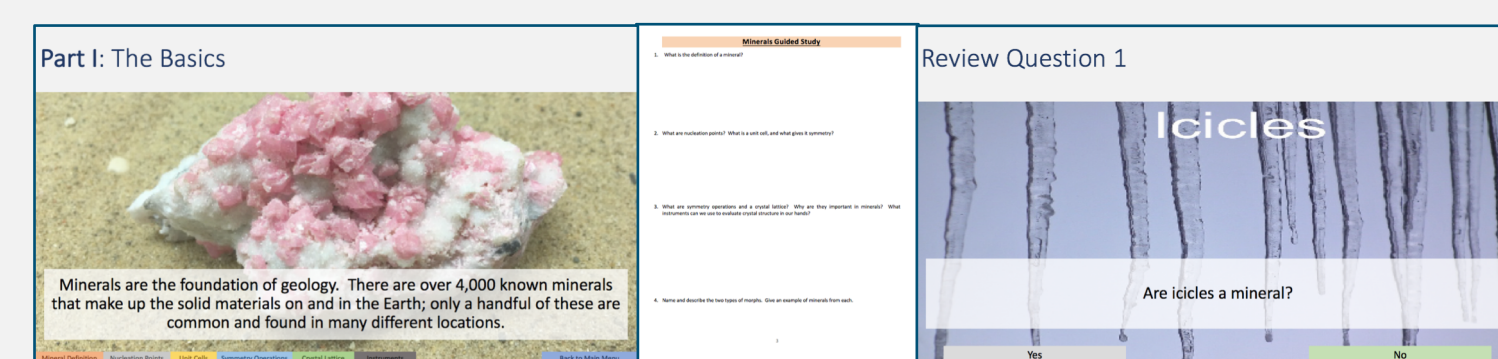 Part I: The Basics
Minerals are the foundation of geology. There are over 4,000 known minerals
that make up the solid materials on and in the Earth; only a handful of these are
common and found in many different locations.
Mineral Definition
Nucleation Points
Unit Cells
Symmetry Operations
Crystal Lattice
Instruments
Back to Main Menu
Minerals Guided Study
1. What is the definition of a mineral?
2. What are nucleation points? What is a unit cell, and what gives it symmetry?
3. What are symmetry operations and a crystal lattice? Why are they important in minerals? What
instruments can we use to evaluate crystal structure in our hands?
4. Name and describe the two types of morphs. Give an example of minerals from each.
1
Review Question 1
Icicles
Are icicles a mineral?
Yes
No